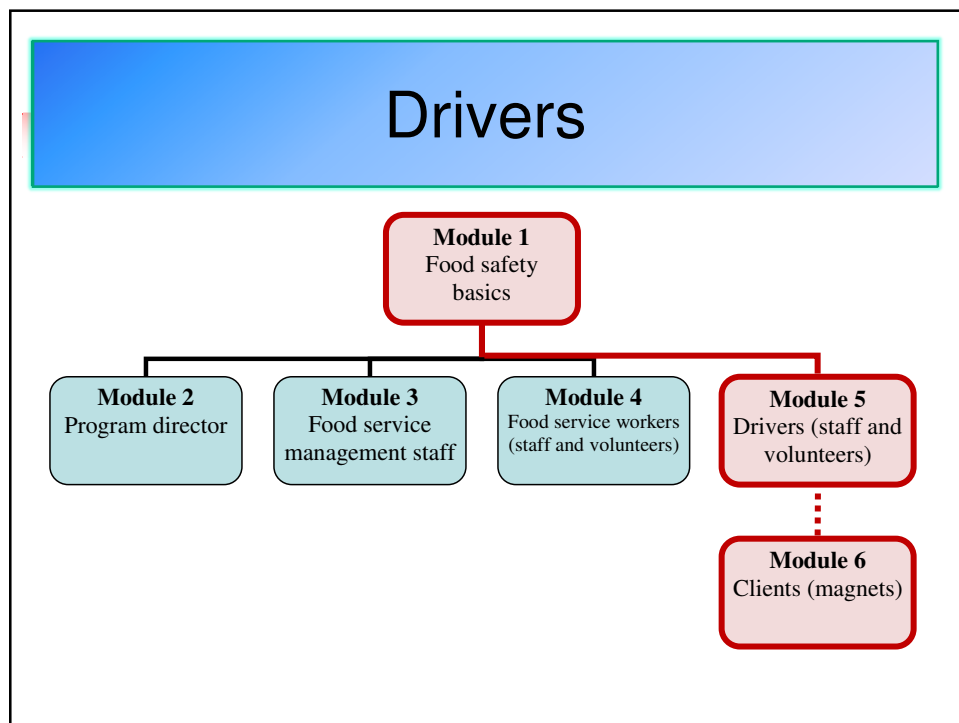 Drivers
Module 1
Food safety
basics
Module 2
Program director
Module 3
Food service
management staff
Module 4
Food service workers
(staff and volunteers)
Module 5
Drivers (staff and
volunteers)
Module 6
Clients (magnets)